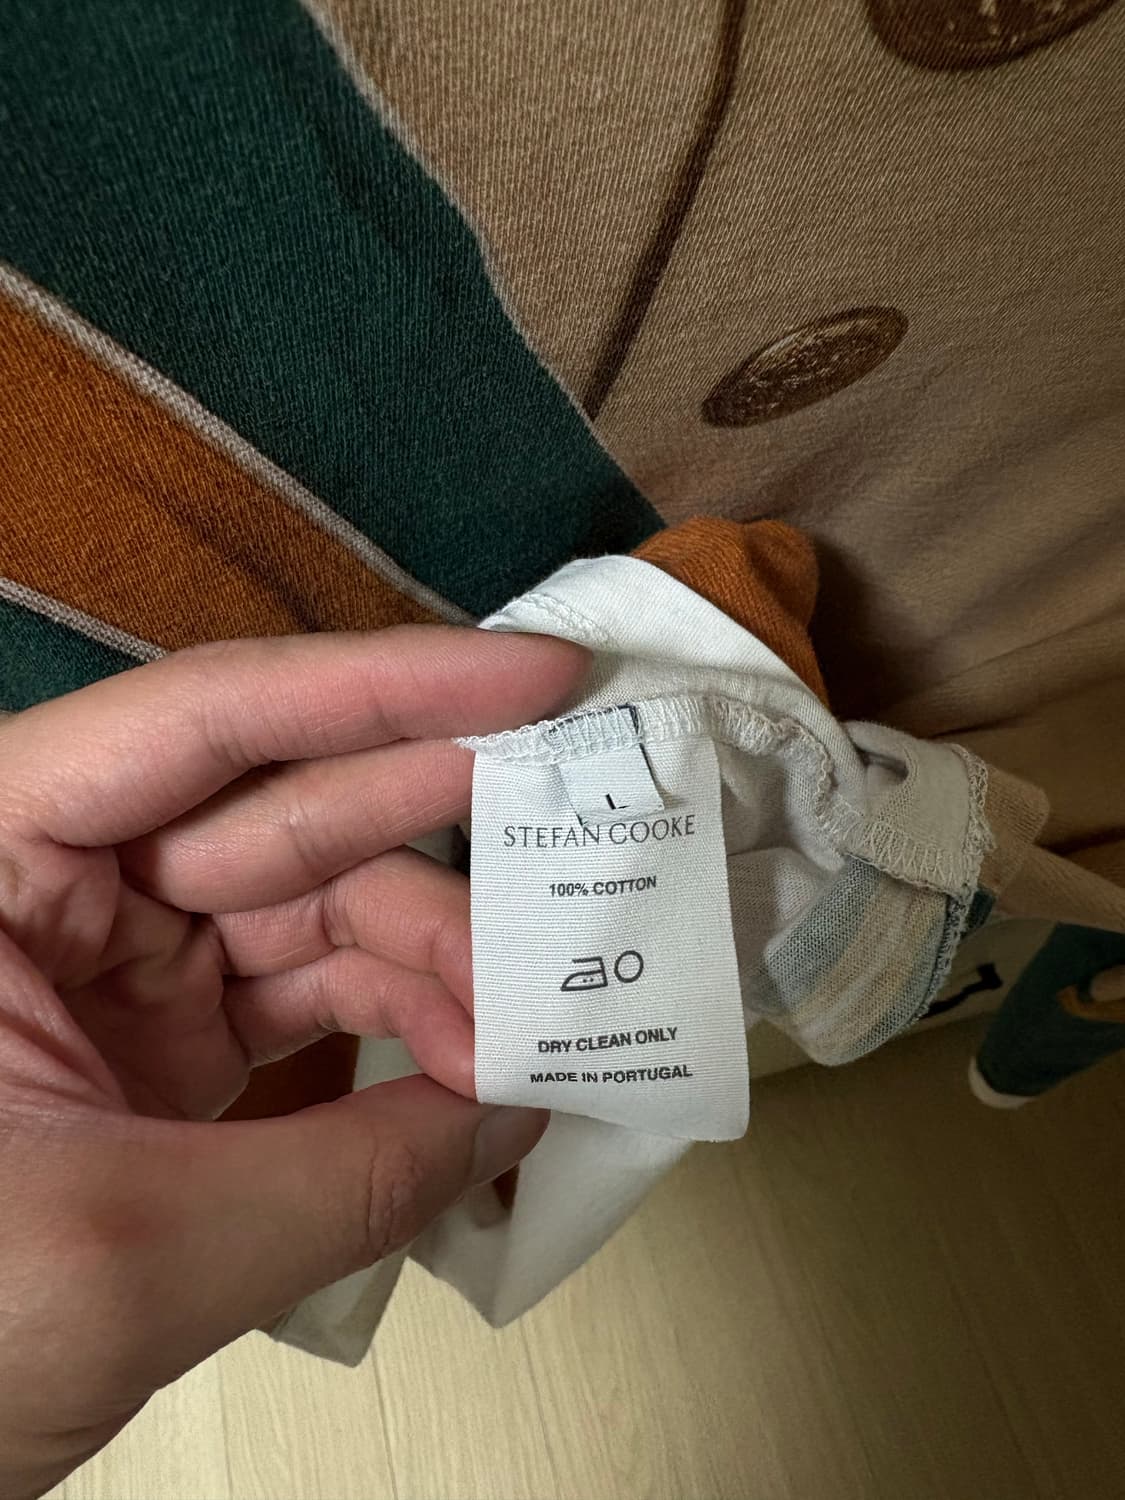 L
STEFAN COOKE
100% COTTON
DRY CLEAN ONLY
MADE IN PORTUGAL